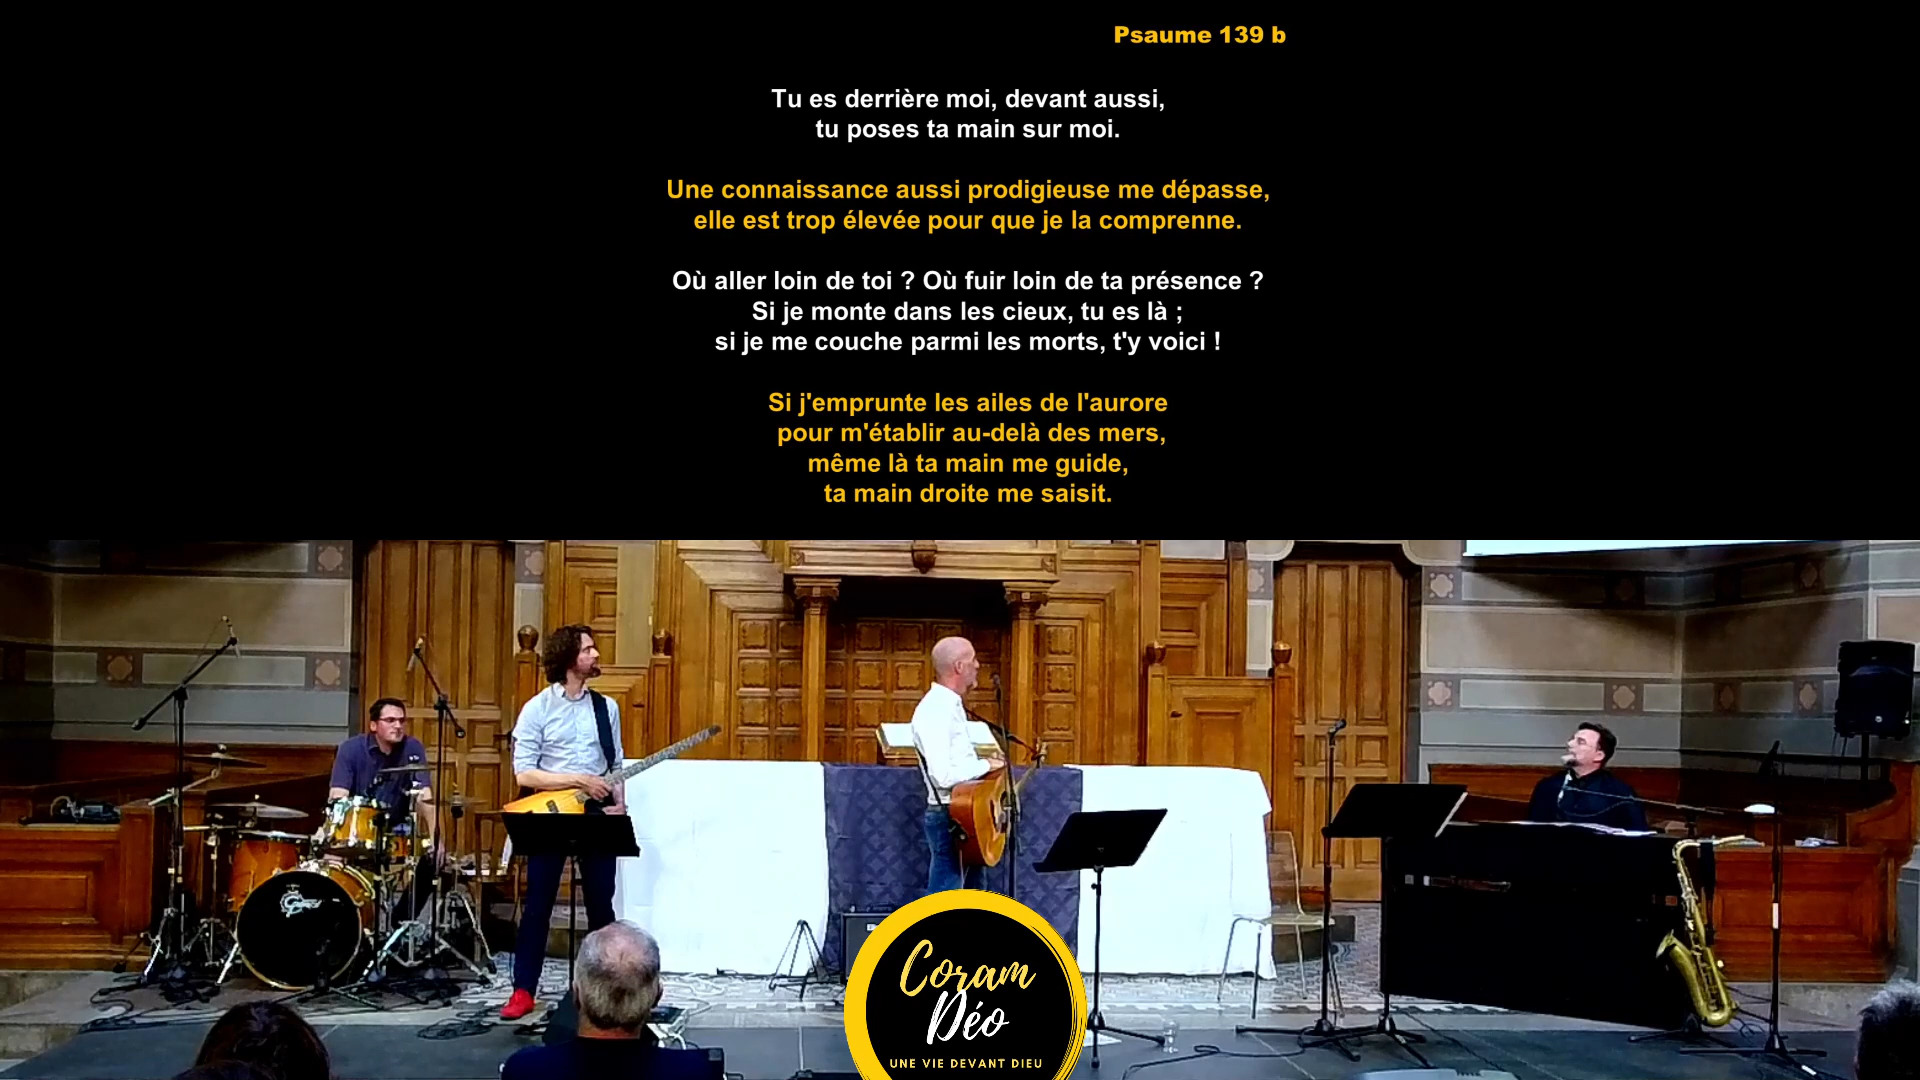 Psaume 139 b
Tu es derrière moi, devant aussi,
tu poses ta main sur moi.
Une connaissance aussi prodigieuse me dépasse,
elle est trop élevée pour que je la comprenne.
Où aller loin de toi ? Où fuir loin de ta présence ?
Si je monte dans les cieux, tu es là ;
si je me couche parmi les morts, t'y voici !
Si j'emprunte les ailes de l'aurore
pour m'établir au-delà des mers,
même là ta main me guide,
ta main droite me saisit.
Coram
Déo
UNE VIE DEVANT DIEU